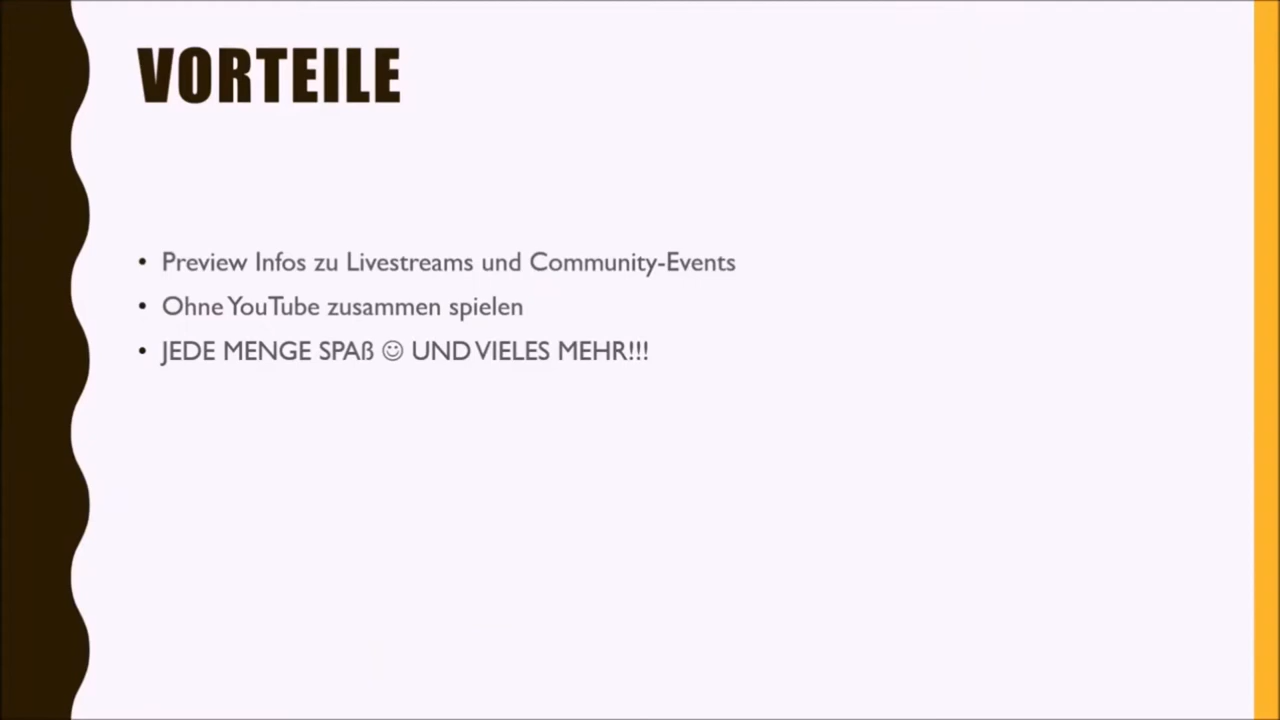 VORTEILE
• Preview Infos zu Livestreams und Community-Events
• Ohne YouTube zusammen spielen
• JEDE MENGE SPAß ☺ UND VIELES MEHR!!!